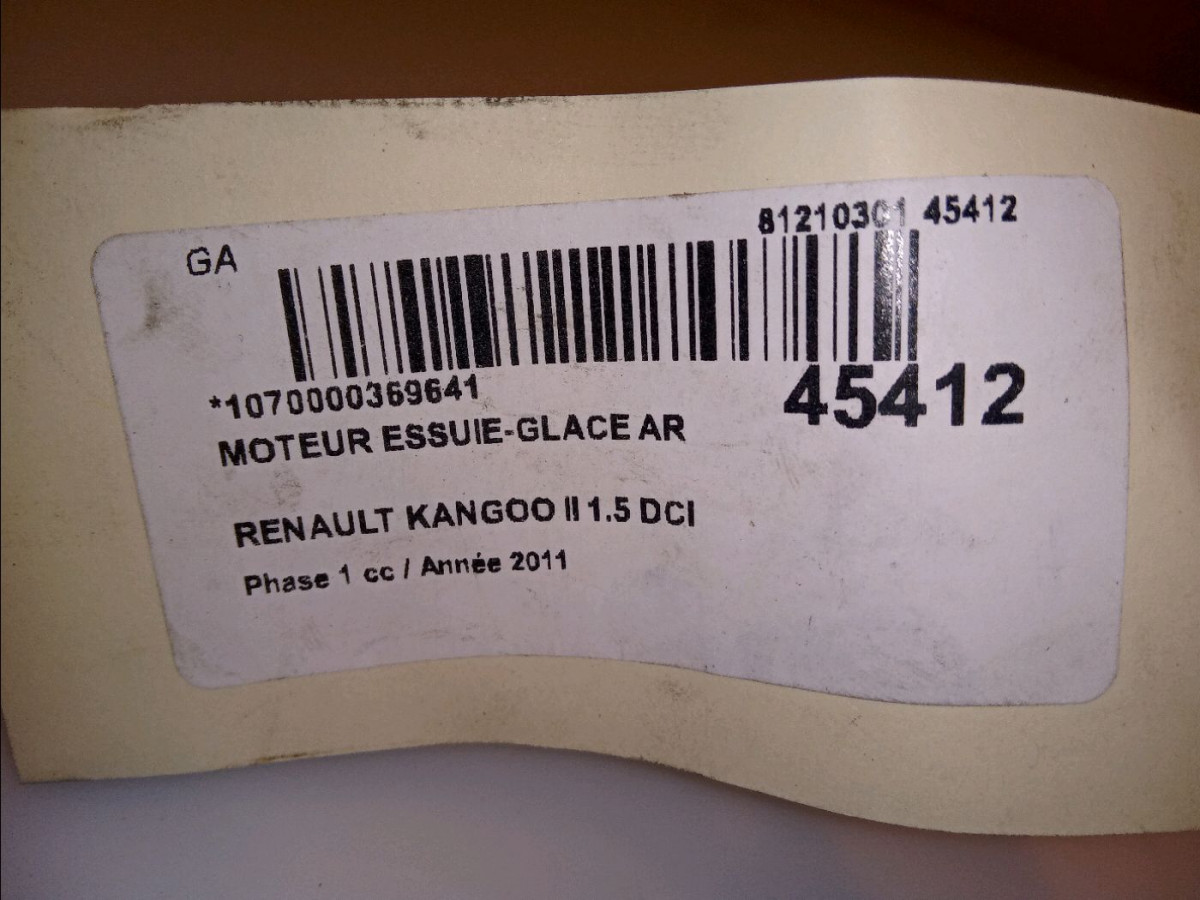 GA
81210301 45412
*1070000369641
45412
MOTEUR ESSUIE-GLACE AR
RENAULT KANGOO II 1.5 DCI
Phase 1 cc / Année 2011